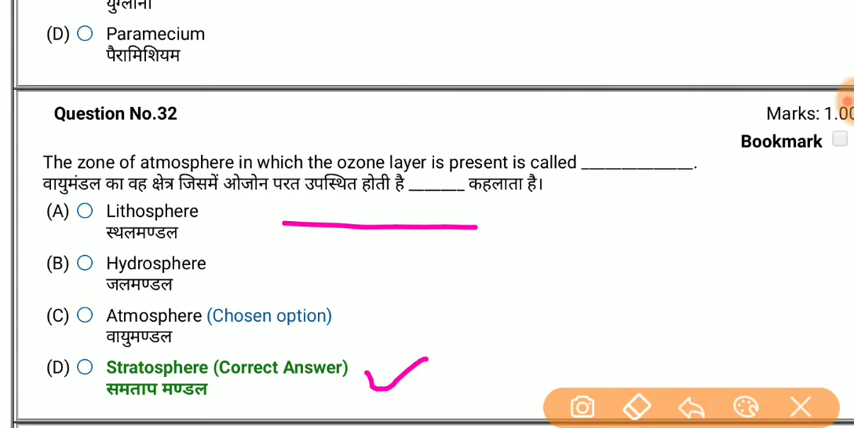 युग्लीना
(D) Paramecium
पैरामिशियम
Question No.32
Marks: 1.00
Bookmark
The zone of atmosphere in which the ozone layer is present is called ____________.
वायुमंडल का वह क्षेत्र जिसमें ओजोन परत उपस्थित होती है ______ कहलाता है।
(A) Lithosphere
स्थलमण्डल
(B) Hydrosphere
जलमण्डल
(C) Atmosphere (Chosen option)
वायुमण्डल
(D) Stratosphere (Correct Answer)
समताप मण्डल